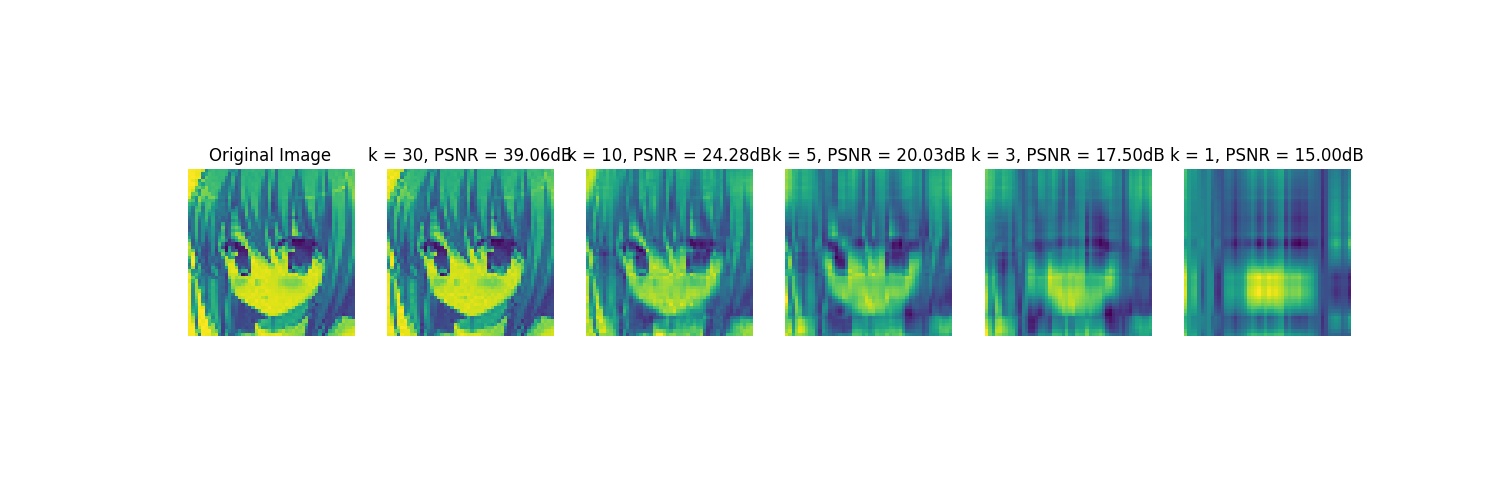 Original Image
k = 30, PSNR = 39.06dB
k = 10, PSNR = 24.28dB
k = 5, PSNR = 20.03dB
k = 3, PSNR = 17.50dB
k = 1, PSNR = 15.00dB